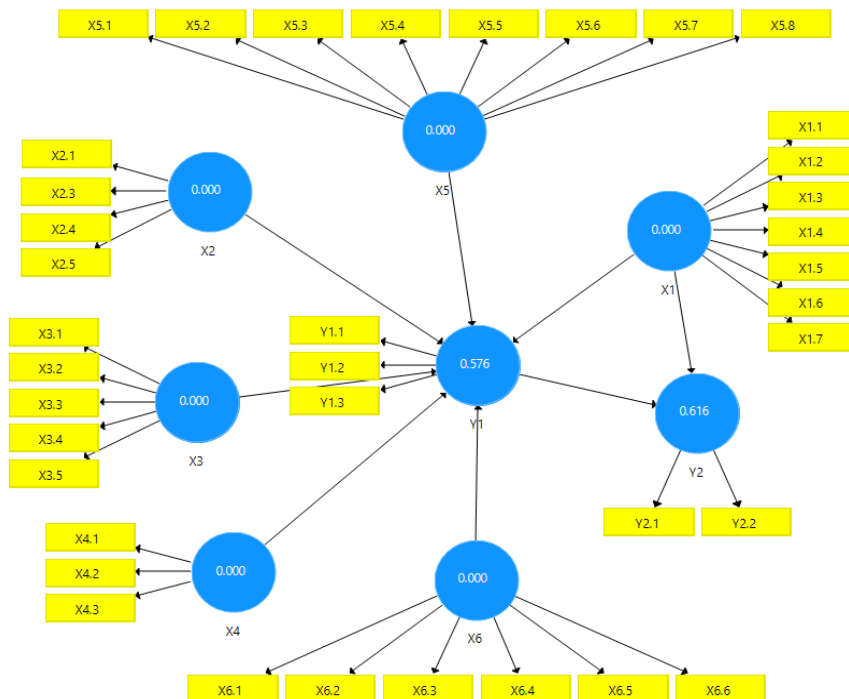 X5.1 X5.2 X5.3 X5.4 X5.5 X5.6 X5.7 X5.8
0.000
X5
X2.1
X2.3
X2.4
X2.5
0.000
X2
X1.1
X1.2
X1.3
X1.4
X1.5
X1.6
X1.7
0.000
X1
X3.1
X3.2
X3.3
X3.4
X3.5
0.000
X3
Y1.1
Y1.2
Y1.3
0.576
Y1
0.616
Y2
Y2.1 Y2.2
X4.1
X4.2
X4.3
0.000
X4
0.000
X6
X6.1 X6.2 X6.3 X6.4 X6.5 X6.6